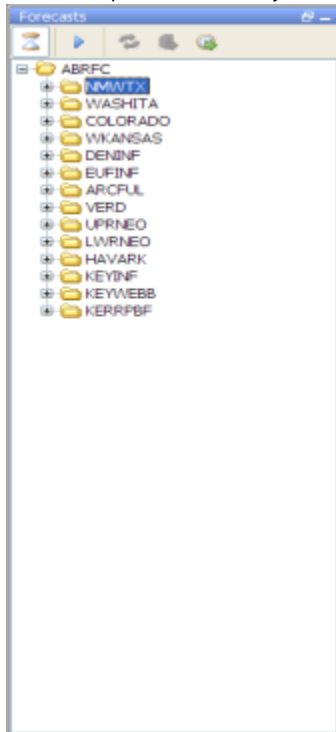 Forecasts
ABRFC
NMWTX
WASHITA
COLORADO
WKANSAS
DENINF
EUFINF
ARCFUL
VERD
UPRNEO
LWRNEO
HAVARK
KEYINF
KEYWEBB
KERRPBF